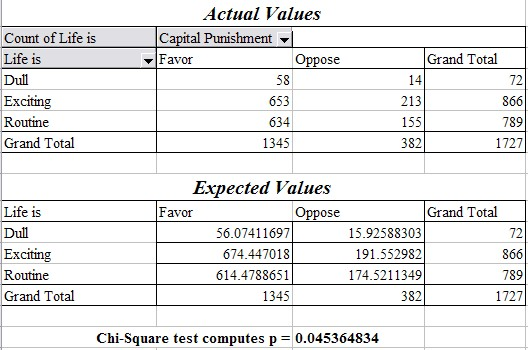 Actual Values
Count of Life is Capital Punishment
Life is Favor Oppose Grand Total
Dull 58 14 72
Exciting 653 213 866
Routine 634 155 789
Grand Total 1345 382 1727
Expected Values
Life is Favor Oppose Grand Total
Dull 56.07411697 15.92588303 72
Exciting 674.447018 191.552982 866
Routine 614.4788651 174.5211349 789
Grand Total 1345 382 1727
Chi-Square test computes p = 0.045364834